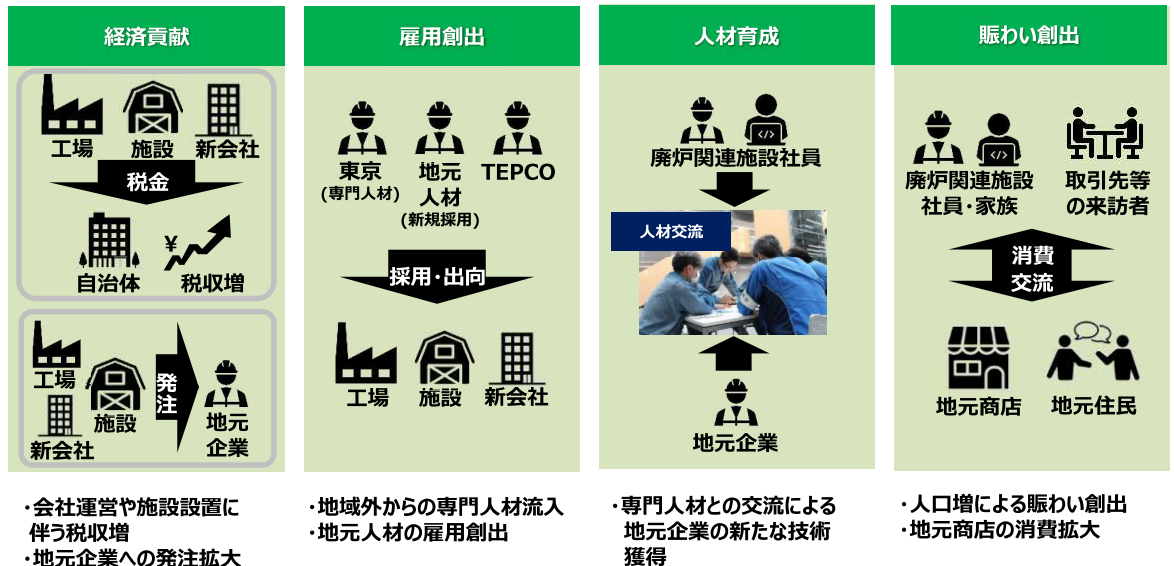 経済貢献
工場
施設
新会社
税金
¥
自治体
税収増
工場
施設
新会社
発
注
地元
企業
・会社運営や施設設置に
伴う税収増
・地元企業への発注拡大
雇用創出
東京
(専門人材)
地元
人材
(新規採用)
TEPCO
採用・出向
工場
施設
新会社
・地域外からの専門人材流入
・地元人材の雇用創出
人材育成
</>
廃炉関連施設社員
人材交流
地元企業
・専門人材との交流による
地元企業の新たな技術
獲得
賑わい創出
</>
廃炉関連施設
社員・家族
取引先等
の来訪者
消費
交流
地元商店
地元住民
・人口増による賑わい創出
・地元商店の消費拡大